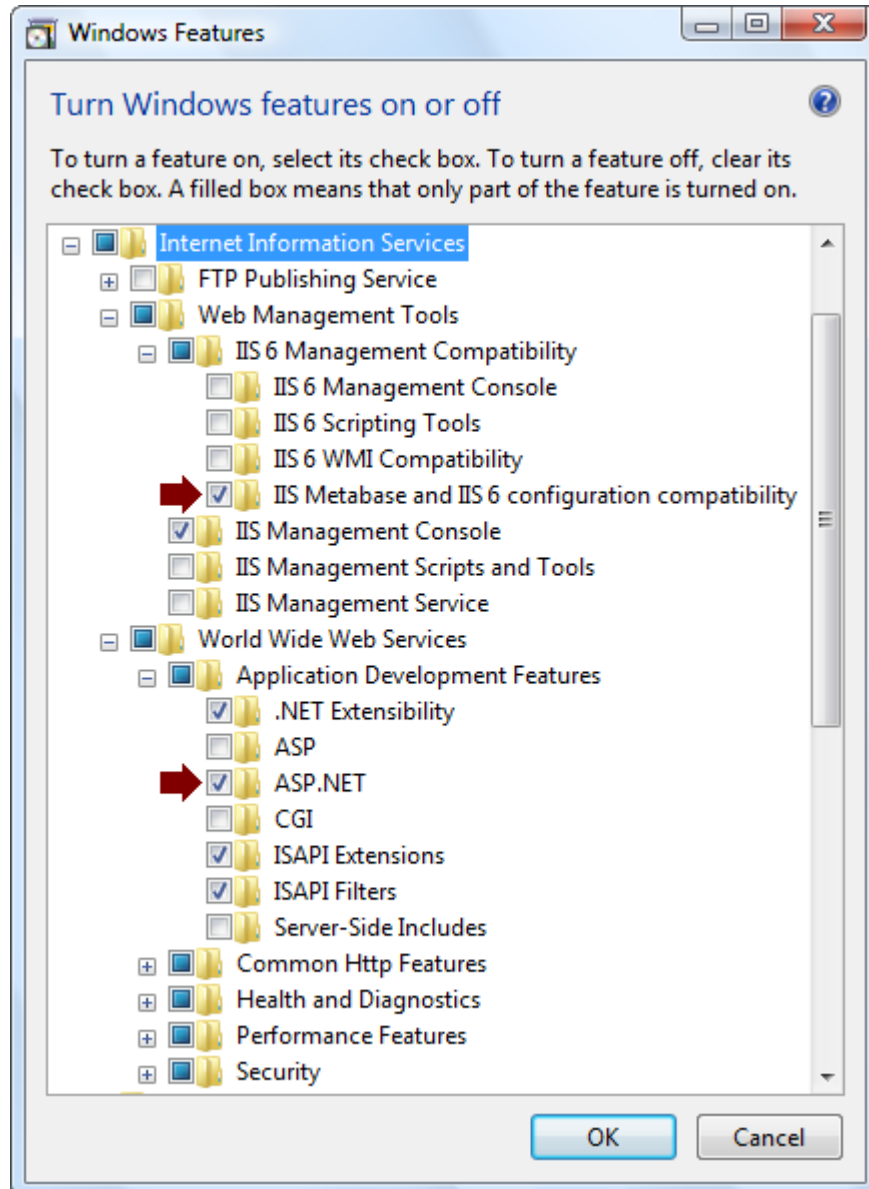 Windows Features
Turn Windows features on or off
To turn a feature on, select its check box. To turn a feature off, clear its
check box. A filled box means that only part of the feature is turned on.
Internet Information Services
FTP Publishing Service
Web Management Tools
IIS 6 Management Compatibility
IIS 6 Management Console
IIS 6 Scripting Tools
IIS 6 WMI Compatibility
IIS Metabase and IIS 6 configuration compatibility
IIS Management Console
IIS Management Scripts and Tools
IIS Management Service
World Wide Web Services
Application Development Features
.NET Extensibility
ASP
ASP.NET
CGI
ISAPI Extensions
ISAPI Filters
Server-Side Includes
Common Http Features
Health and Diagnostics
Performance Features
Security
OK Cancel